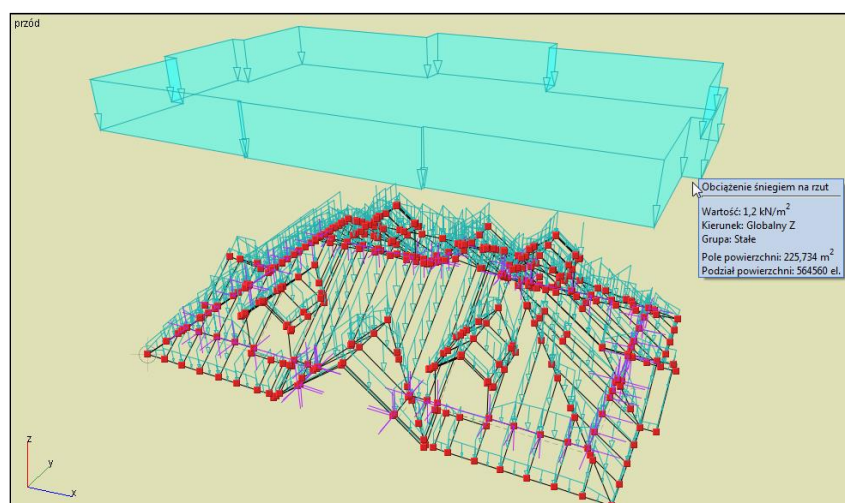 przód
Obciążenie śniegiem na rzut
Wartość: 1,2 kN/m²
Kierunek: Globalny Z
Grupa: Stałe
Pole powierzchni: 225,734 m²
Podział powierzchni: 564560 el.
z
y
x